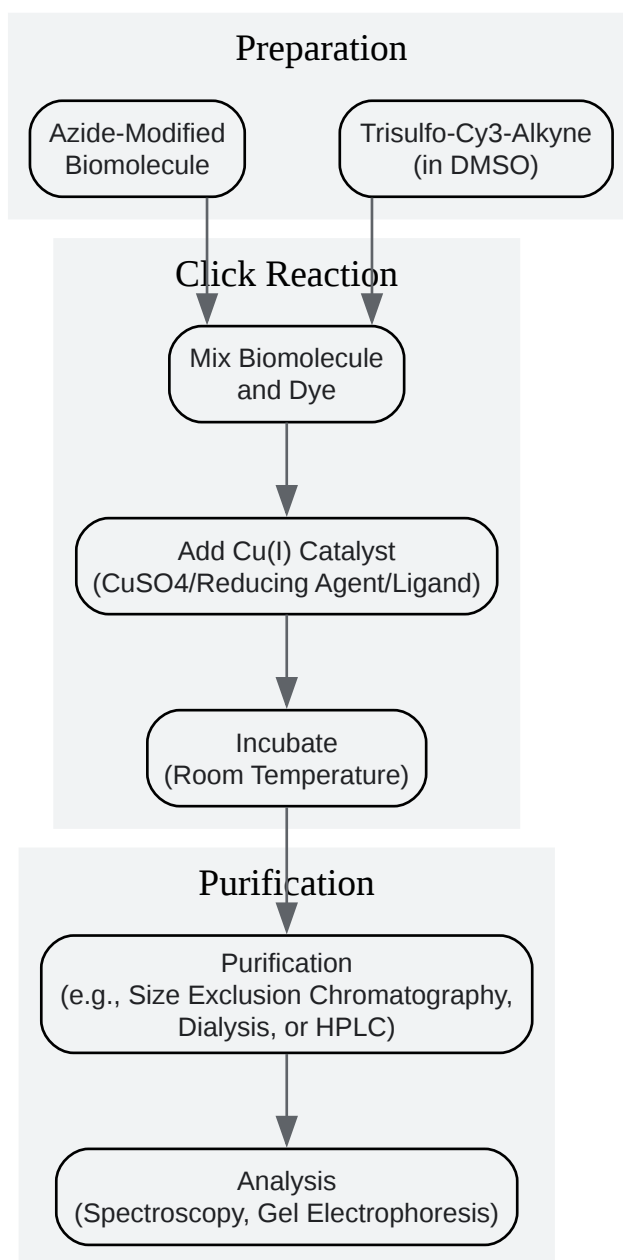 Preparation
Azide-Modified
Biomolecule
Trisulfo-Cy3-Alkyne
(in DMSO)
Click Reaction
Mix Biomolecule
and Dye
Add Cu(I) Catalyst
(CuSO4/Reducing Agent/Ligand)
Incubate
(Room Temperature)
Purification
Purification
(e.g., Size Exclusion Chromatography,
Dialysis, or HPLC)
Analysis
(Spectroscopy, Gel Electrophoresis)